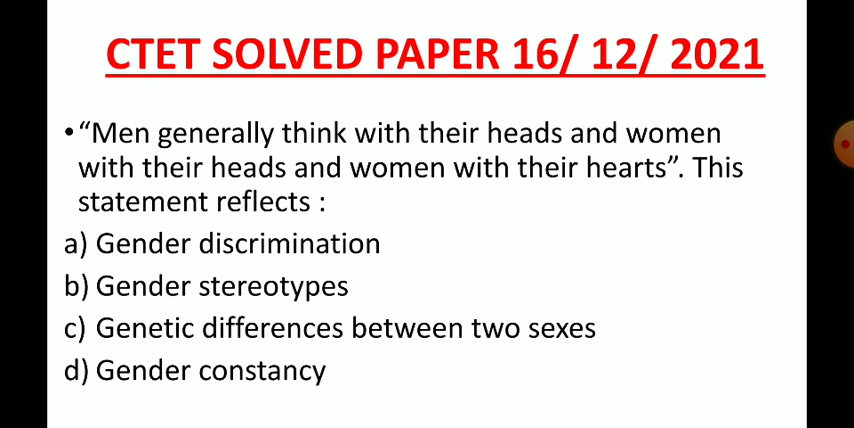 CTET SOLVED PAPER 16/ 12/ 2021
• “Men generally think with their heads and women
with their heads and women with their hearts”. This
statement reflects :
a) Gender discrimination
b) Gender stereotypes
c) Genetic differences between two sexes
d) Gender constancy